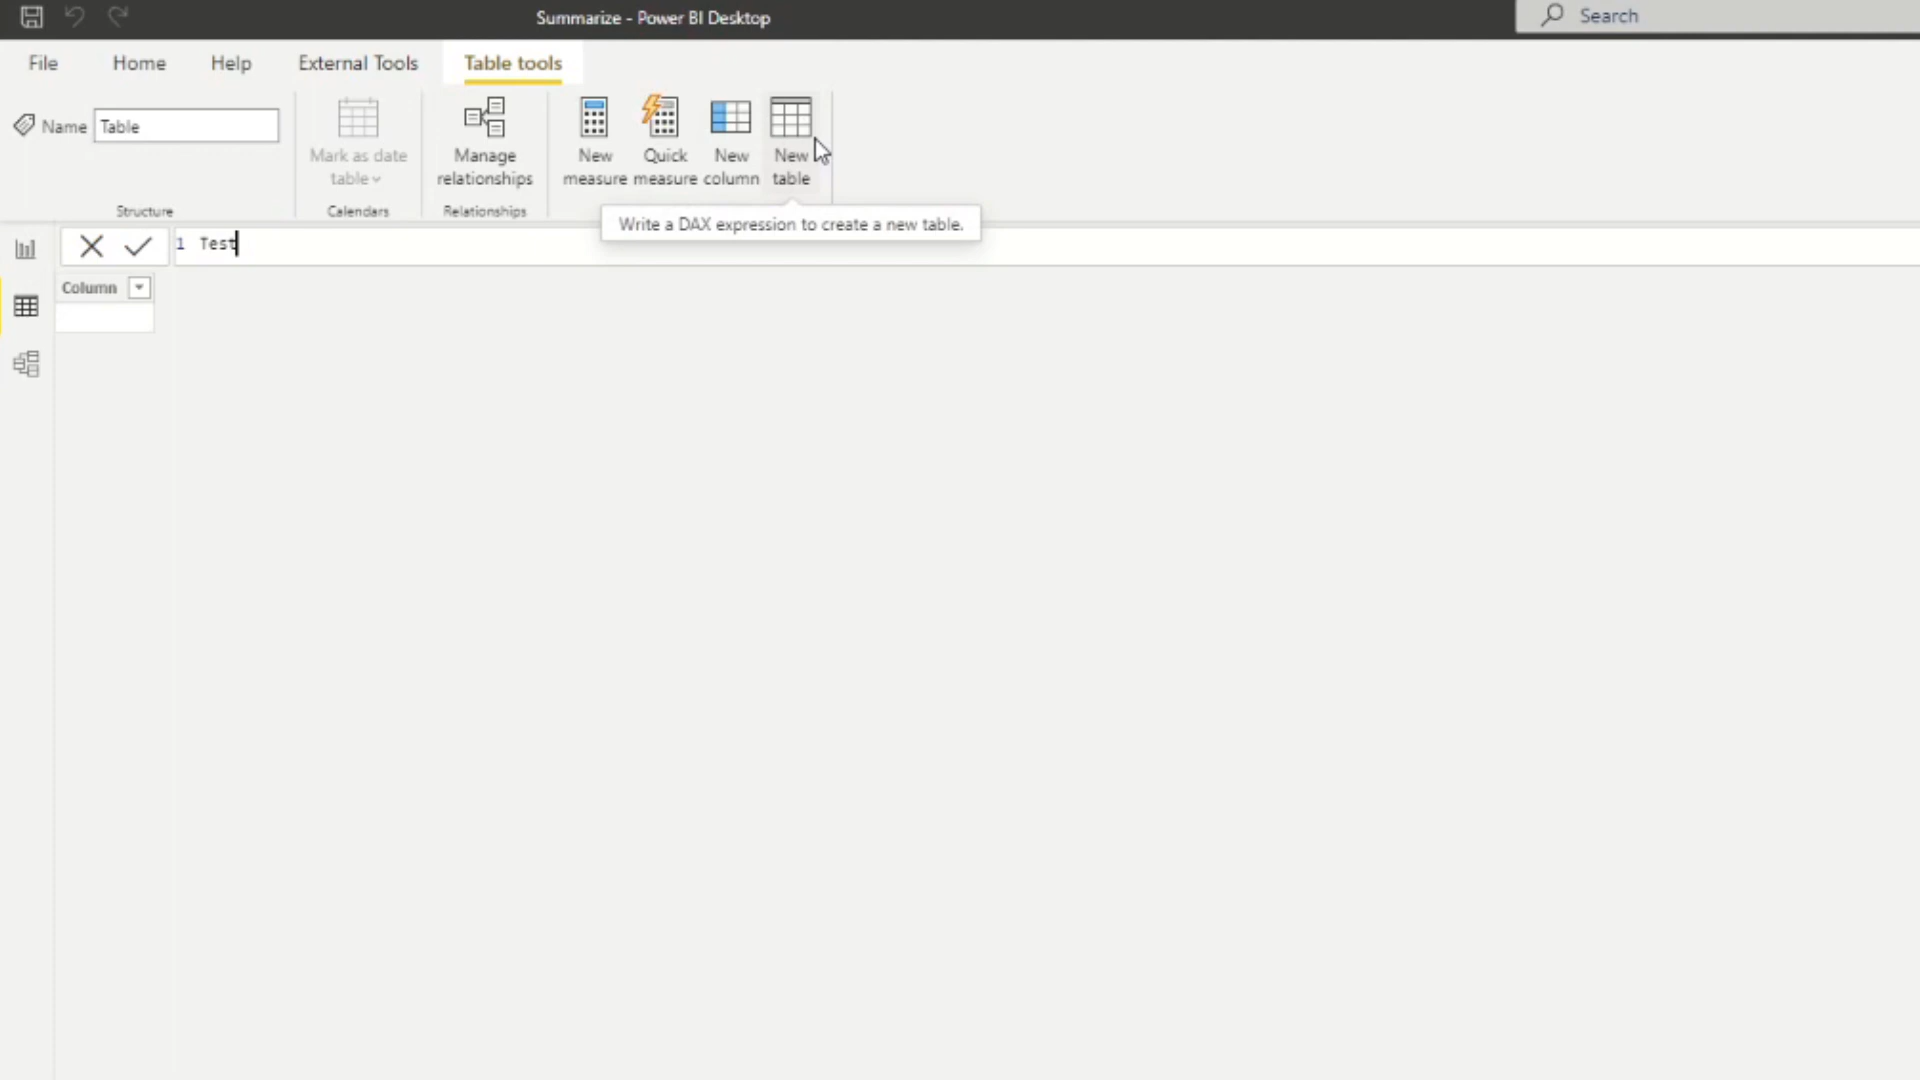 Summarize - Power BI Desktop
Search
File Home Help External Tools Table tools
Name Table
Mark as date table
Manage relationships
New measure
Quick measure
New column
New table
Structure Calendars Relationships
Write a DAX expression to create a new table.
1 Test
Column